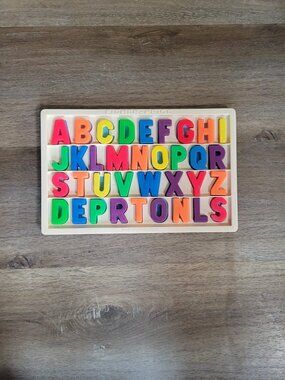 ABCDEFGHI
JKLMNOPQR
STUVWXYZ
DEPRTONLS